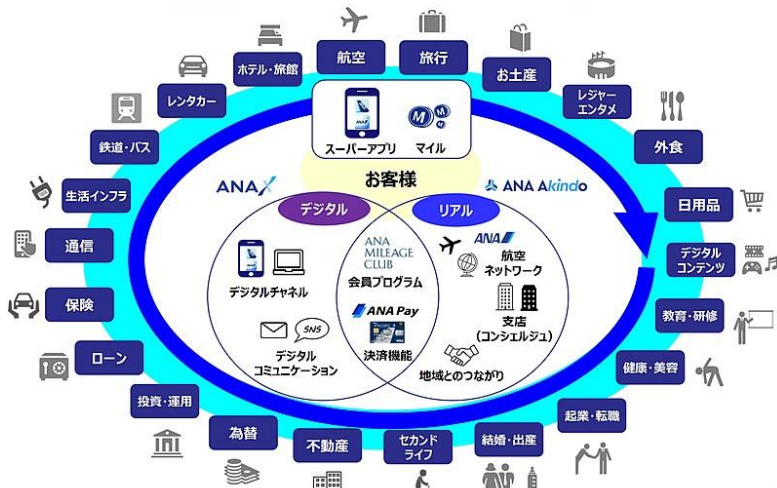 航空
旅行
お土産
レジャー
エンタメ
外食
日用品
デジタル
コンテンツ
教育・研修
健康・美容
起業・転職
結婚・出産
セカンド
ライフ
不動産
為替
投資・運用
ローン
保険
通信
生活インフラ
鉄道・バス
レンタカー
ホテル・旅館
M
M
M
スーパーアプリ
マイル
お客様
ANA X
ANA Akindo
デジタル
リアル
デジタルチャネル
SNS
デジタル
コミュニケーション
ANA
MILEAGE
CLUB
会員プログラム
ANA Pay
決済機能
ANA
航空
ネットワーク
支店
(コンシェルジュ)
地域とのつながり